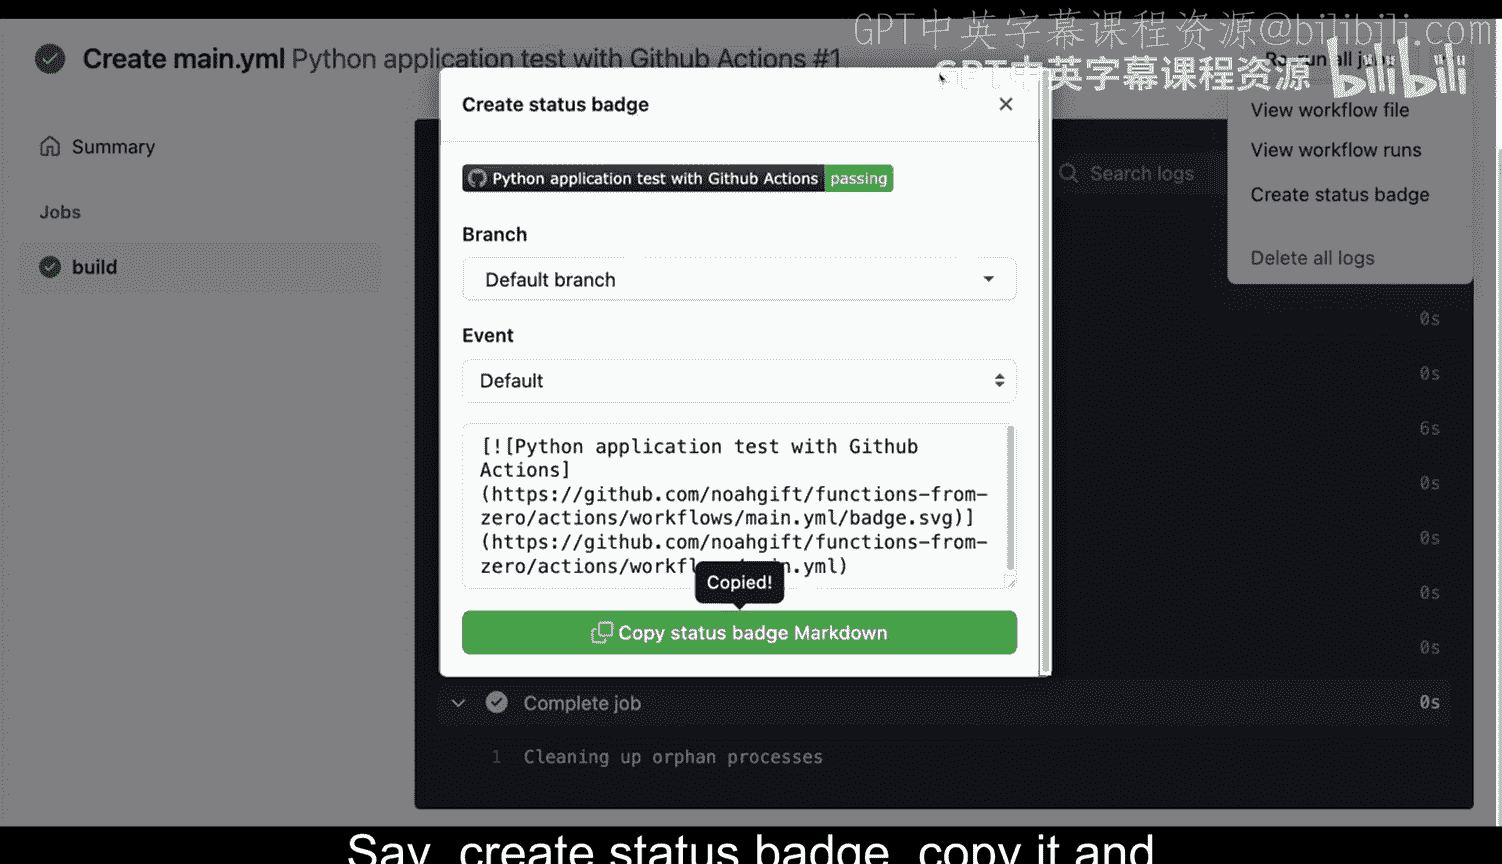 GPT中英字幕课程资源@bilibili.com
Create main.yml Python application test with Github Actions #1
GPT中英字幕课程资源 bilibili
Create status badge
View workflow file
Summary
View workflow runs
Search logs
Python application test with Github Actions passing
Create status badge
Jobs
Branch
build
Delete all logs
Default branch
0s
Event
0s
Default
6s
[![Python application test with Github
Actions]
(https://github.com/noahgift/functions-from-
0s
zero/actions/workflows/main.yml/badge.svg)]
(https://github.com/noahgift/functions-from-
0s
zero/actions/workfl n.yml)
Copied!
0s
Copy status badge Markdown
0s
Complete job
0s
1 Cleaning up orphan processes
Say, create status badge, copy it and